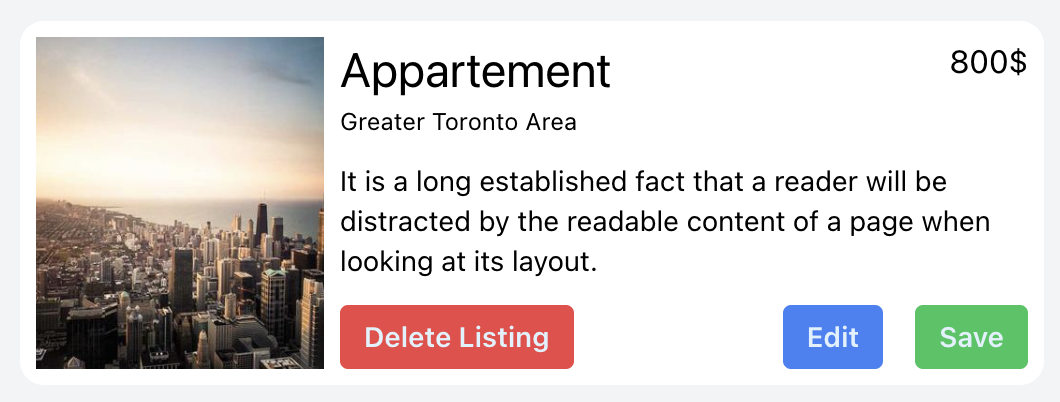 Appartement
800$
Greater Toronto Area
It is a long established fact that a reader will be
distracted by the readable content of a page when
looking at its layout.
Delete Listing
Edit
Save